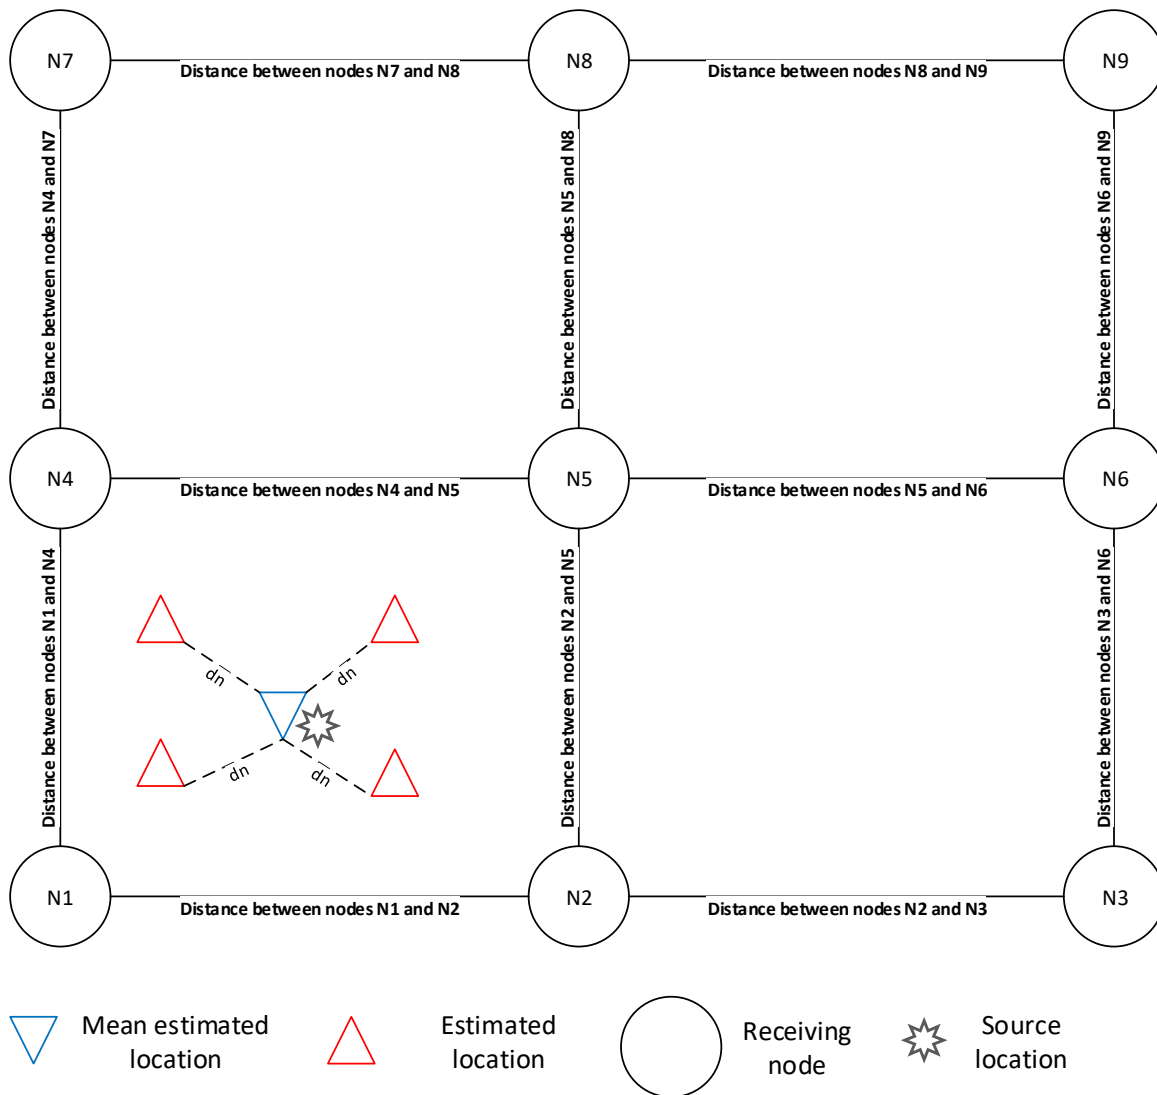 N7
Distance between nodes N7 and N8
N8
Distance between nodes N8 and N9
N9
Distance between nodes N4 and N7
Distance between nodes N5 and N8
Distance between nodes N6 and N9
N4
Distance between nodes N4 and N5
N5
Distance between nodes N5 and N6
N6
Distance between nodes N1 and N4
dn
dn
dn
dn
Distance between nodes N2 and N5
Distance between nodes N3 and N6
N1
Distance between nodes N1 and N2
N2
Distance between nodes N2 and N3
N3
Mean estimated
location
Estimated
location
Receiving
node
Source
location